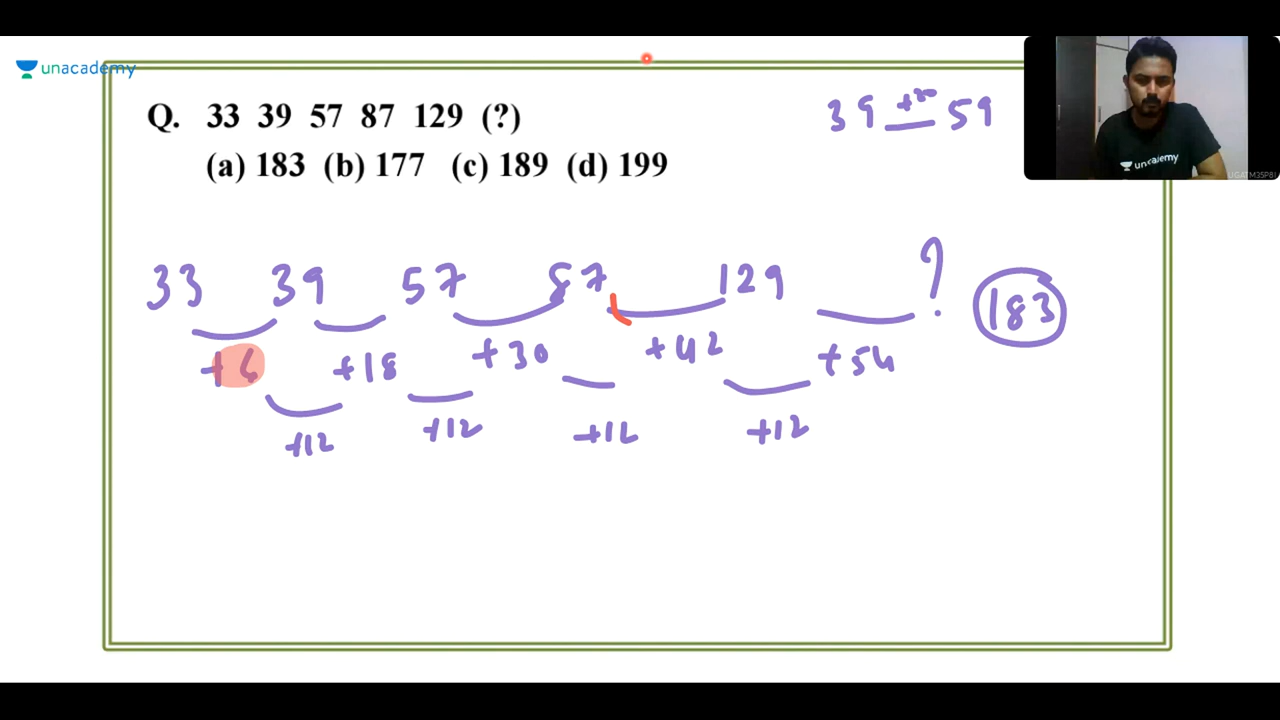 unacademy
Q. 33 39 57 87 129 (?)
(a) 183 (b) 177 (c) 189 (d) 199
39 +20 59
unacademy
33 39 57 87 129 ? 183
+6 +18 +30 +42 +54
+12 +12 +12 +12